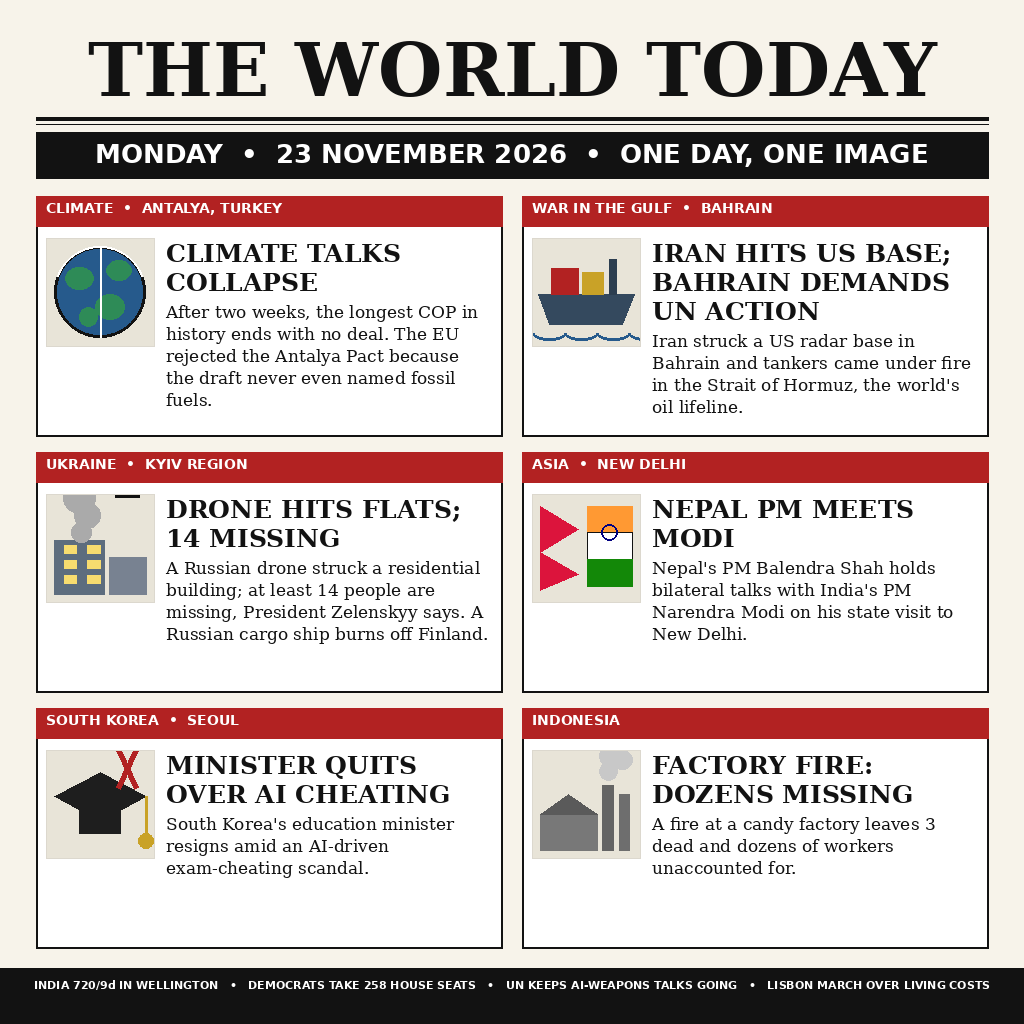 THE WORLD TODAY
MONDAY • 23 NOVEMBER 2026 • ONE DAY, ONE IMAGE
CLIMATE • ANTALYA, TURKEY
CLIMATE TALKS
COLLAPSE
After two weeks, the longest COP in
history ends with no deal. The EU
rejected the Antalya Pact because
the draft never even named fossil
fuels.
WAR IN THE GULF • BAHRAIN
IRAN HITS US BASE;
BAHRAIN DEMANDS
UN ACTION
Iran struck a US radar base in
Bahrain and tankers came under fire
in the Strait of Hormuz, the world's
oil lifeline.
UKRAINE • KYIV REGION
DRONE HITS FLATS;
14 MISSING
A Russian drone struck a residential
building; at least 14 people are
missing, President Zelenskyy says. A
Russian cargo ship burns off Finland.
ASIA • NEW DELHI
NEPAL PM MEETS
MODI
Nepal's PM Balendra Shah holds
bilateral talks with India's PM
Narendra Modi on his state visit to
New Delhi.
SOUTH KOREA • SEOUL
MINISTER QUITS
OVER AI CHEATING
South Korea's education minister
resigns amid an AI-driven
exam-cheating scandal.
INDONESIA
FACTORY FIRE:
DOZENS MISSING
A fire at a candy factory leaves 3
dead and dozens of workers
unaccounted for.
INDIA 720/9d IN WELLINGTON • DEMOCRATS TAKE 258 HOUSE SEATS • UN KEEPS AI-WEAPONS TALKS GOING • LISBON MARCH OVER LIVING COSTS